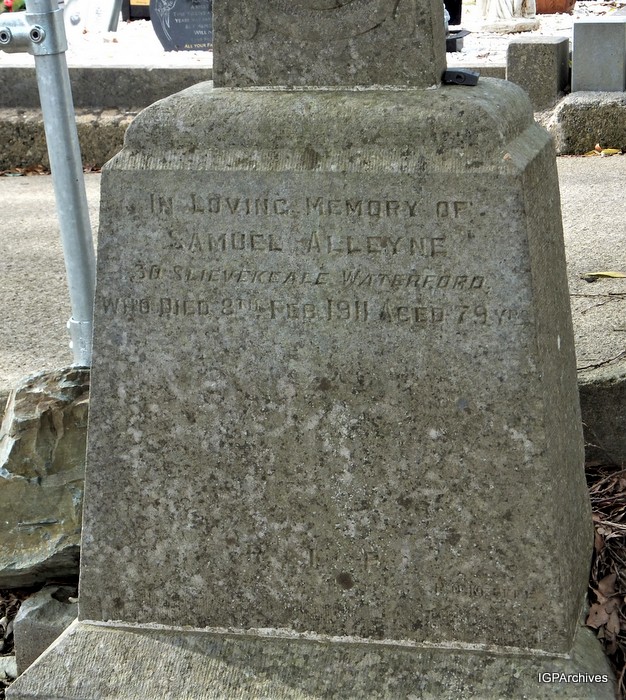 IN LOVING MEMORY OF
SAMUEL ALLEYNE
30 SLIEVEKEALE WATERFORD.
WHO DIED 8TH FEB. 1911 AGED 79 YRS
IGPArchives